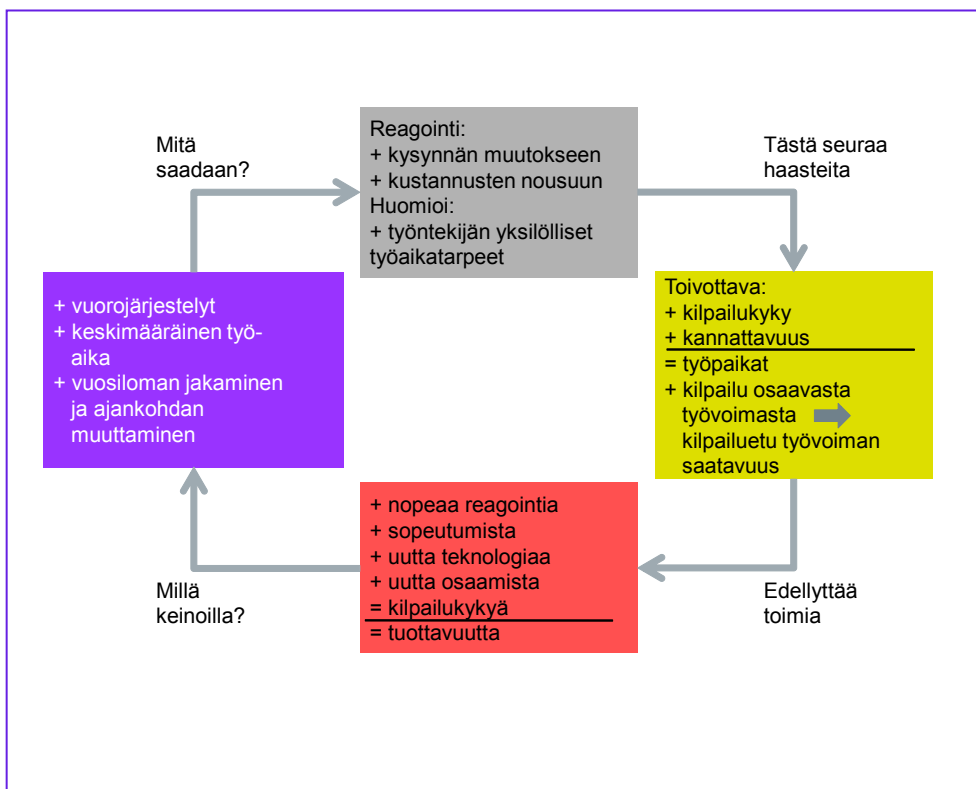 Mitä
saadaan?
Reagointi:
+ kysynnän muutokseen
+ kustannusten nousuun
Huomioi:
+ työntekijän yksilölliset
työaikatarpeet
Tästä seuraa
haasteita
Toivottava:
+ kilpailukyky
+ kannattavuus
= työpaikat
+ kilpailu osaavasta
työvoimasta
kilpailuetu työvoiman
saatavuus
Edellyttää
toimia
+ nopeaa reagointia
+ sopeutumista
+ uutta teknologiaa
+ uutta osaamista
= kilpailukykyä
= tuottavuutta
Millä
keinoilla?
+ vuorojärjestelyt
+ keskimääräinen työ-
aika
+ vuosiloman jakaminen
ja ajankohdan
muuttaminen